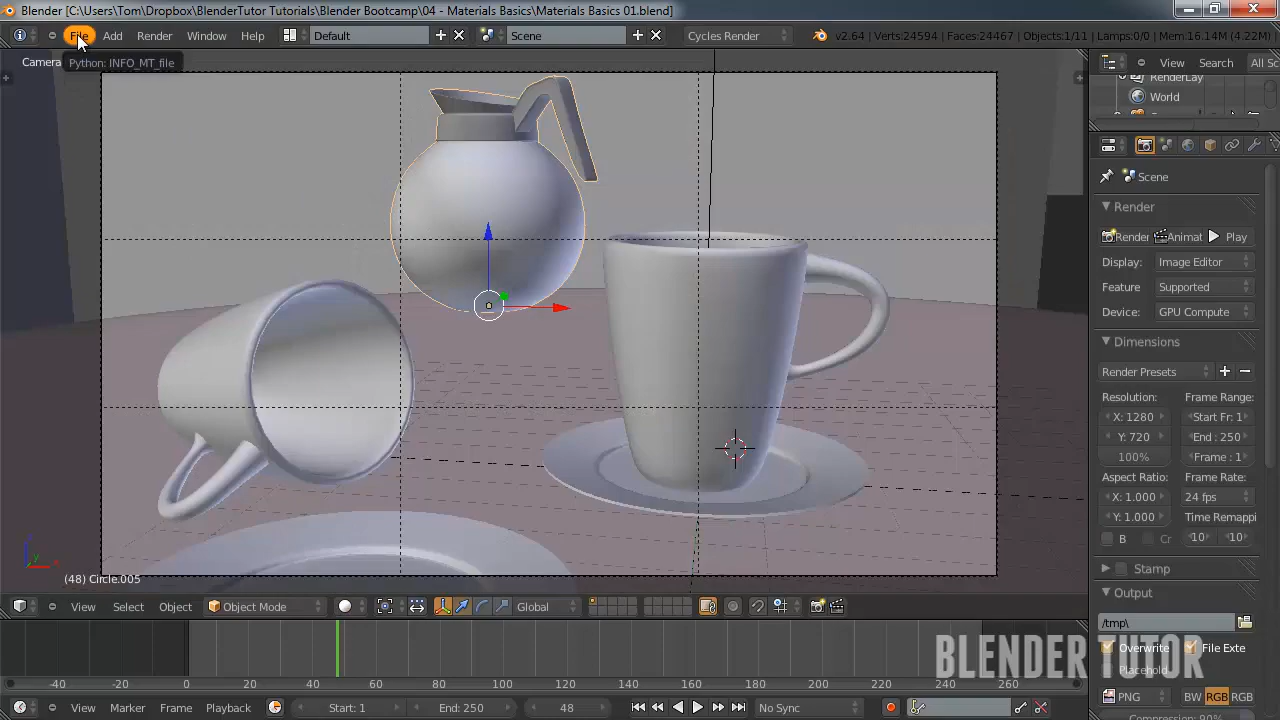 Blender [C:\Users\Tom\Dropbox\BlenderTutor Tutorials\Blender Bootcamp\04 - Materials Basics\Materials Basics 01.blend]
File Add Render Window Help Default Scene Cycles Render v2.64 | Verts:24594 | Faces:24467 | Objects:1/11 | Lamps:0/0 | Mem:16.14M (4.22M)
Camera
Python: INFO_MT_file
View Search All Sc
RenderLay
World
Scene
Render
Render Animat Play
Display: Image Editor
Feature Supported
Device: GPU Compute
Dimensions
Render Presets
Resolution: Frame Range:
X: 1280 Start Fr: 1
Y: 720 End : 250
100% Frame : 1
Aspect Ratio: Frame Rate:
X: 1.000 24 fps
Y: 1.000 Time Remappi
B Cr 10 10
Stamp
Output
/tmp\
Overwrite File Exte
Placehold
PNG BW RGB RGB
Compression: 90%
z
y
x
(48) Circle.005
View Select Object Object Mode Global
-40 -20 0 20 40 60 80 100 120 140 160 180 200 220 240 260
View Marker Frame Playback Start: 1 End: 250 48 No Sync
BLENDER TUTOR